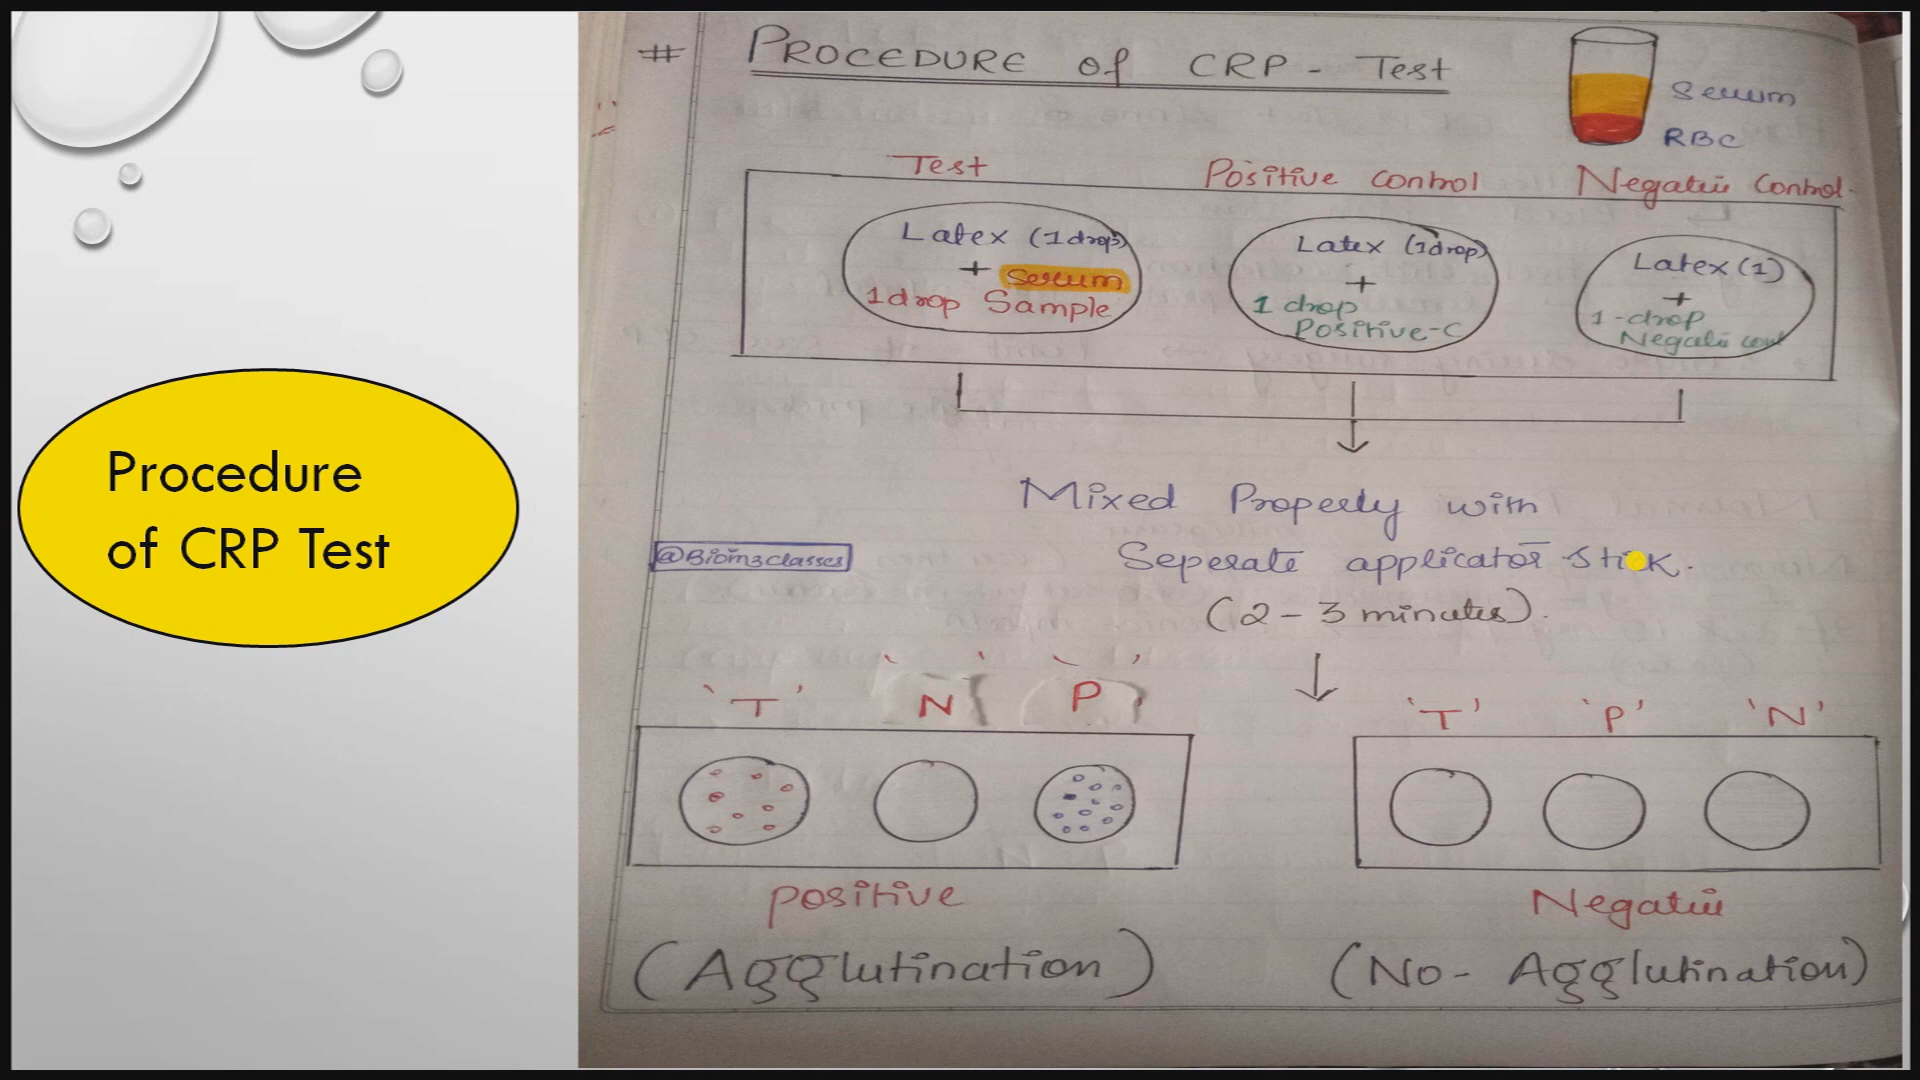 Procedure
of CRP Test
# PROCEDURE of CRP - Test
Serum
RBC
Test
Positive control
Negative Control.
Latex (1drop)
+ Serum
1drop Sample
Latex (1drop)
+
1 drop
Positive-C
Latex (1)
+
1-drop
Negative cont
Mixed Properly with
Seperate applicator stick.
(2-3 minutes).
@Biom3classes
'T' 'N' 'P'
'T' 'P' 'N'
positive
Negative
(Agglutination)
(No- Agglutination)